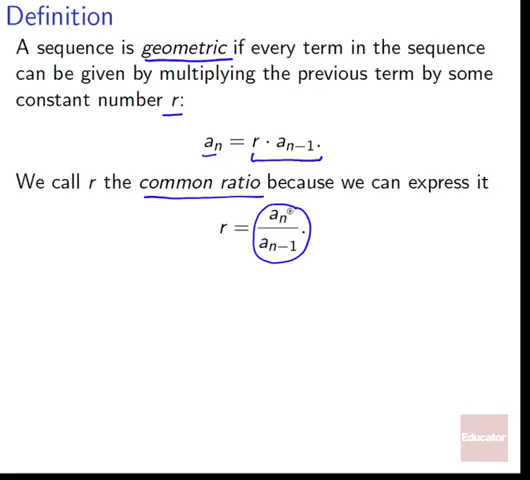 Definition
A sequence is geometric if every term in the sequence
can be given by multiplying the previous term by some
constant number r:
aₙ = r · aₙ₋₁.
We call r the common ratio because we can express it
r = aₙ / aₙ₋₁.
Educator